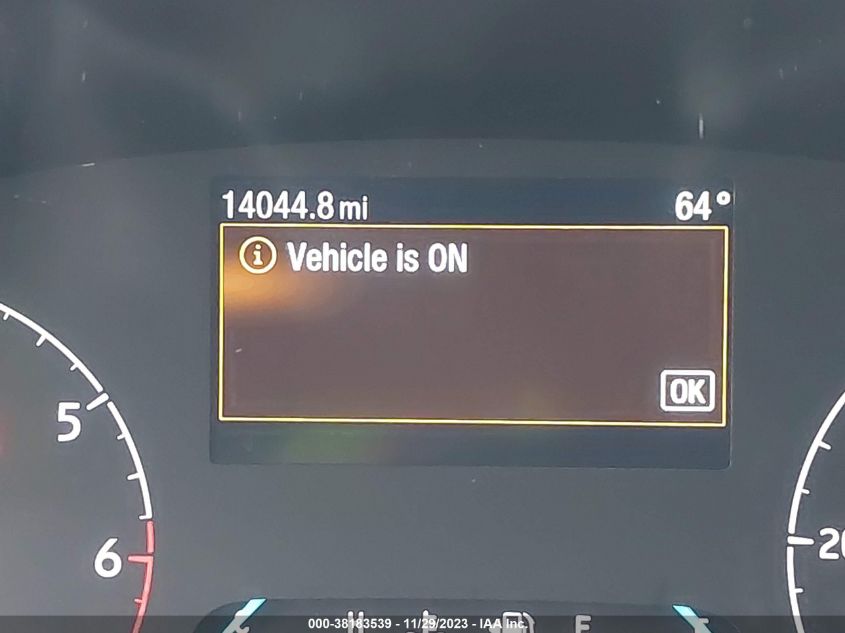 14044.8 mi 64°
i Vehicle is ON
OK
5
6
20
H L F
000-38183539 - 11/29/2023 - IAA Inc.